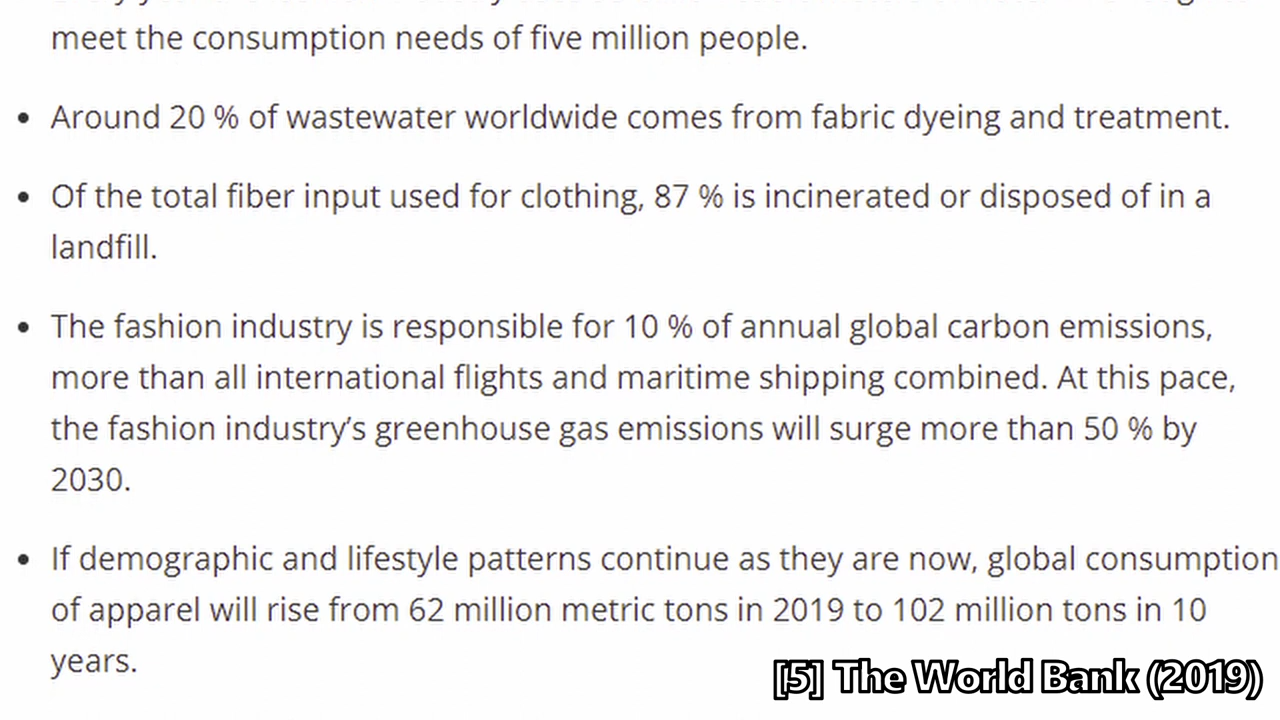 meet the consumption needs of five million people.
• Around 20 % of wastewater worldwide comes from fabric dyeing and treatment.
• Of the total fiber input used for clothing, 87 % is incinerated or disposed of in a
landfill.
• The fashion industry is responsible for 10 % of annual global carbon emissions,
more than all international flights and maritime shipping combined. At this pace,
the fashion industry’s greenhouse gas emissions will surge more than 50 % by
2030.
• If demographic and lifestyle patterns continue as they are now, global consumption
of apparel will rise from 62 million metric tons in 2019 to 102 million tons in 10
years.
[5] The World Bank (2019)